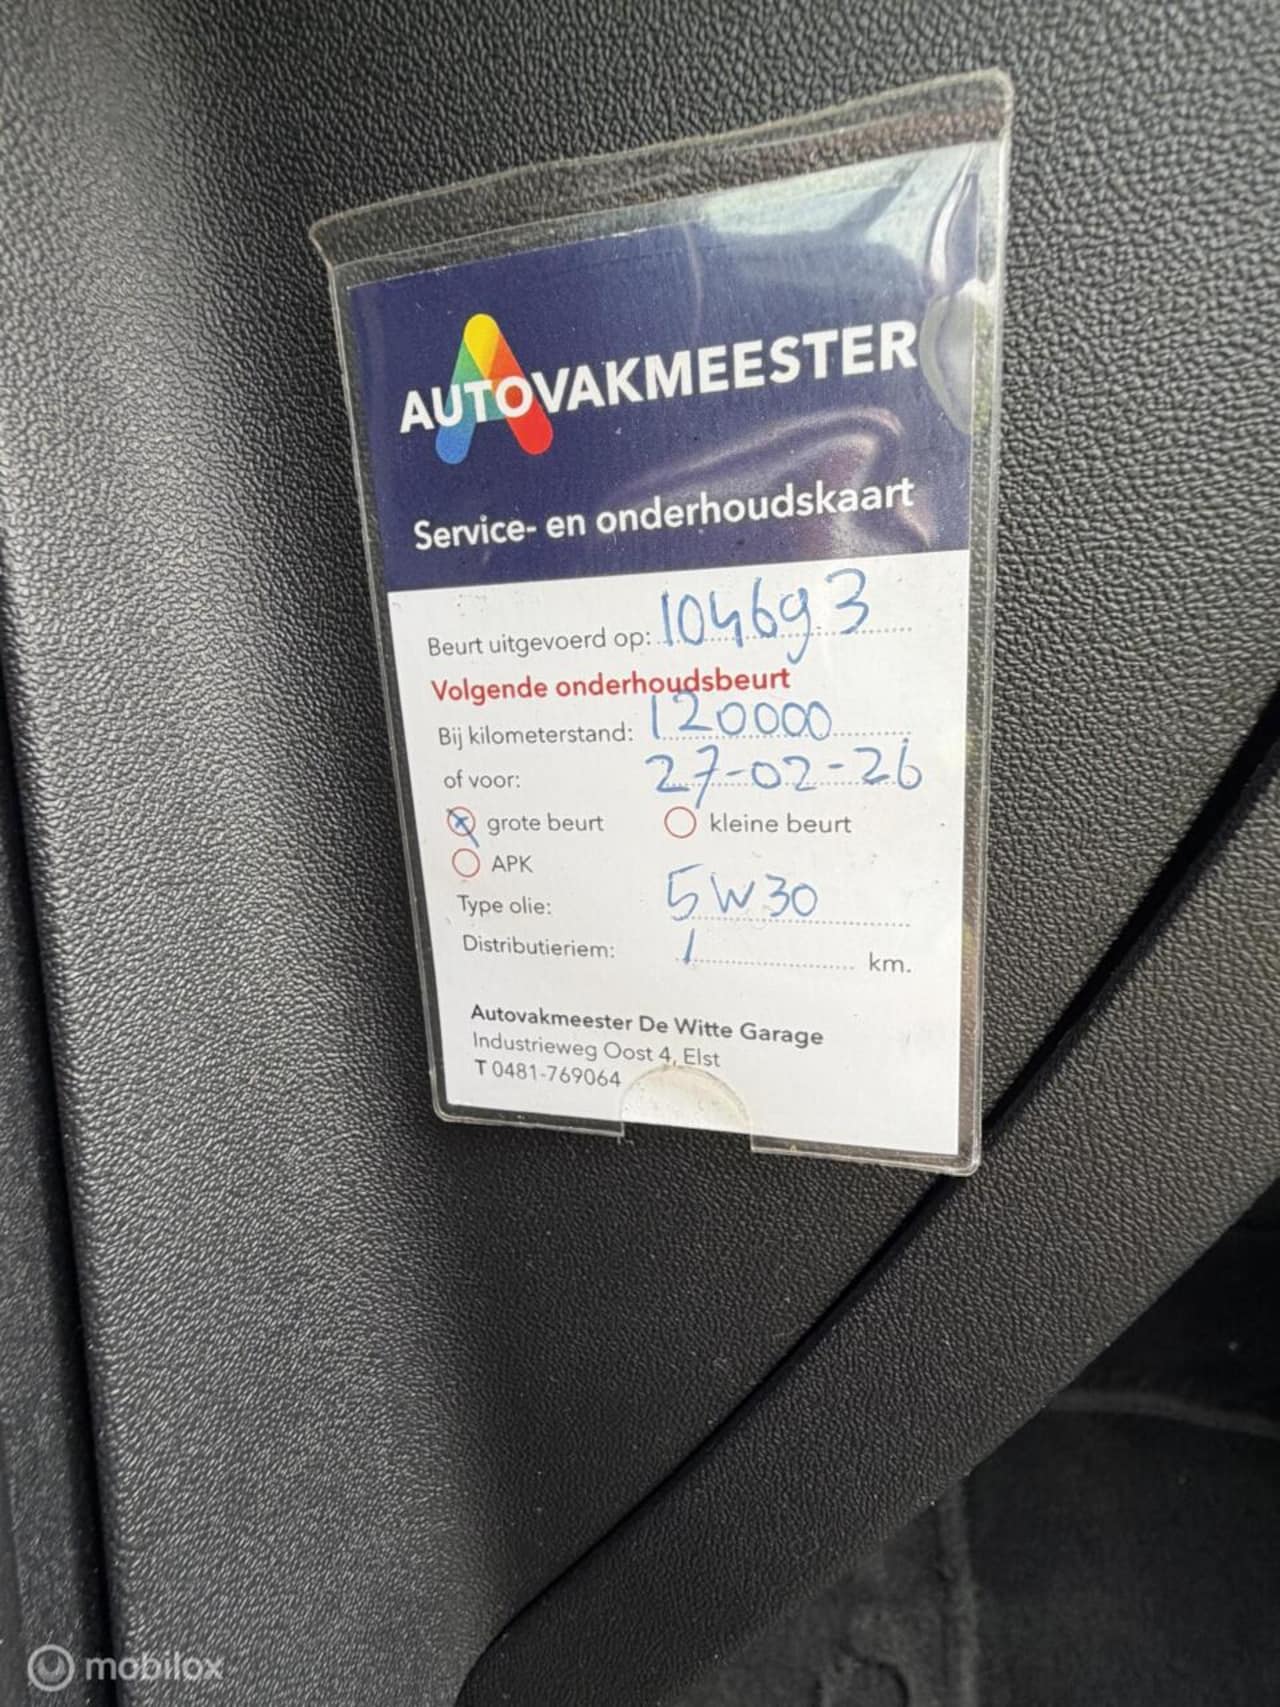 AUTOVAKMEESTER
Service- en onderhoudskaart
Beurt uitgevoerd op: 104693
Volgende onderhoudsbeurt
Bij kilometerstand: 120000
of voor: 27-02-26
grote beurt kleine beurt
APK
Type olie: 5W30
Distributieriem: / km.
Autovakmeester De Witte Garage
Industrieweg Oost 4, Elst
T 0481-769064
mobilox